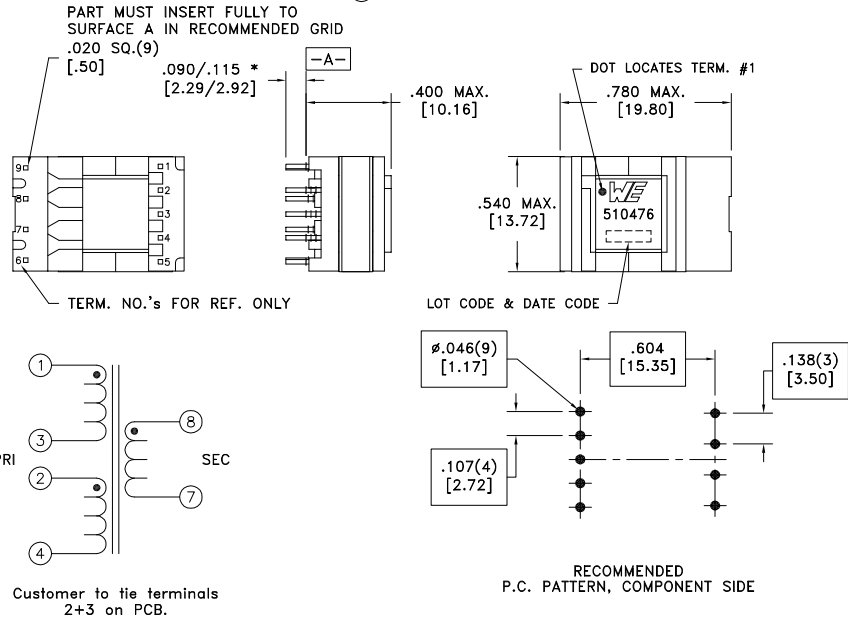 PART MUST INSERT FULLY TO
SURFACE A IN RECOMMENDED GRID
.020 SQ.(9)
[.50]
.090/.115 *
[2.29/2.92]
-A-
.400 MAX.
[10.16]
DOT LOCATES TERM. #1
.780 MAX.
[19.80]
9
8
7
6
1
2
3
4
5
.540 MAX.
[13.72]
WE
510476
TERM. NO.'s FOR REF. ONLY
LOT CODE & DATE CODE
1
3
PRI
2
4
8
SEC
7
Customer to tie terminals
2+3 on PCB.
ø.046(9)
[1.17]
.604
[15.35]
.138(3)
[3.50]
.107(4)
[2.72]
RECOMMENDED
P.C. PATTERN, COMPONENT SIDE